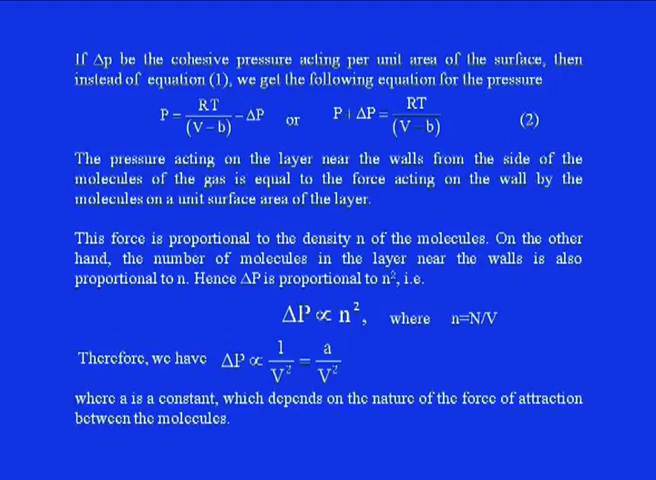 If Δp be the cohesive pressure acting per unit area of the surface, then
instead of equation (1), we get the following equation for the pressure
P = RT/(V − b) − ΔP or P + ΔP = RT/(V − b) (2)
The pressure acting on the layer near the walls from the side of the
molecules of the gas is equal to the force acting on the wall by the
molecules on a unit surface area of the layer.
This force is proportional to the density n of the molecules. On the other
hand, the number of molecules in the layer near the walls is also
proportional to n. Hence ΔP is proportional to n², i.e.
ΔP ∝ n², where n=N/V
Therefore, we have ΔP ∝ 1/V² = a/V²
where a is a constant, which depends on the nature of the force of attraction
between the molecules.